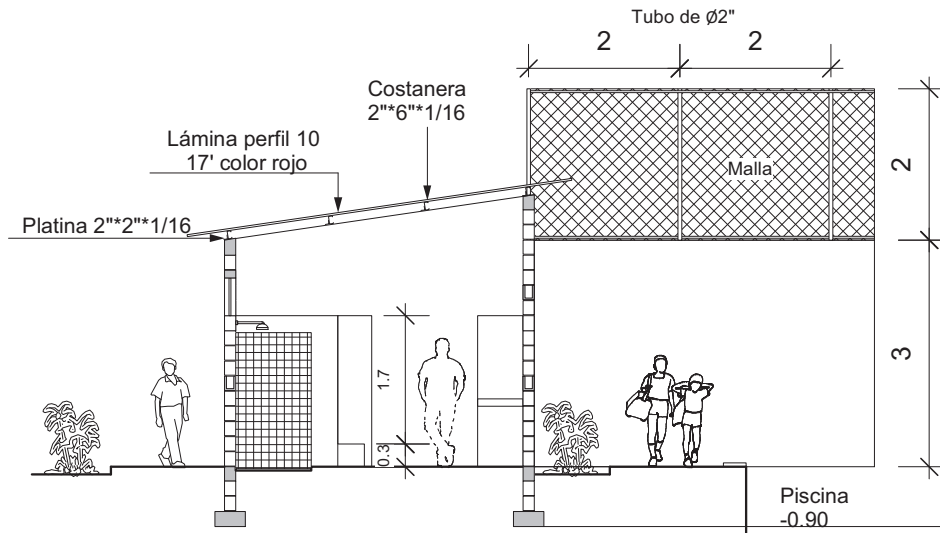 Tubo de Ø2"
2
2
Costanera
2"*6"*1/16
Lámina perfil 10
17' color rojo
Malla
2
Platina 2"*2"*1/16
1.7
3
0.3
Piscina
-0.90